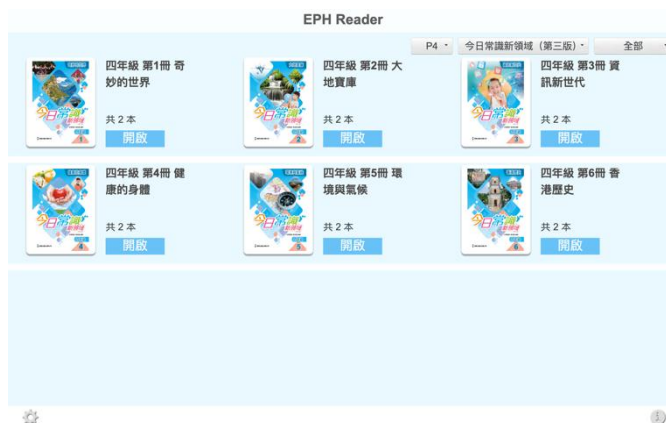 EPH Reader
P4
今日常識新領域（第三版）
全部
四年級 第1冊 奇
妙的世界
共 2 本
開啟
四年級 第2冊 大
地寶庫
共 2 本
開啟
四年級 第3冊 資
訊新世代
共 2 本
開啟
四年級 第4冊 健
康的身體
共 2 本
開啟
四年級 第5冊 環
境與氣候
共 2 本
開啟
四年級 第6冊 香
港歷史
共 2 本
開啟